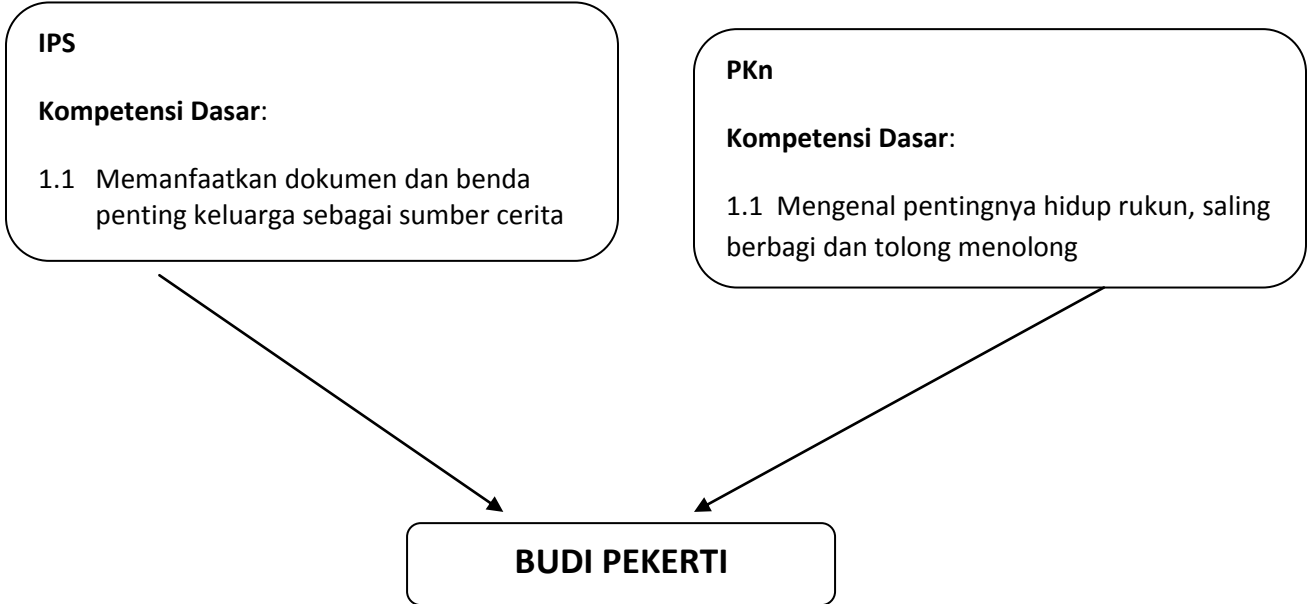 IPS
Kompetensi Dasar:
1.1 Memanfaatkan dokumen dan benda
penting keluarga sebagai sumber cerita
PKn
Kompetensi Dasar:
1.1 Mengenal pentingnya hidup rukun, saling
berbagi dan tolong menolong
BUDI PEKERTI